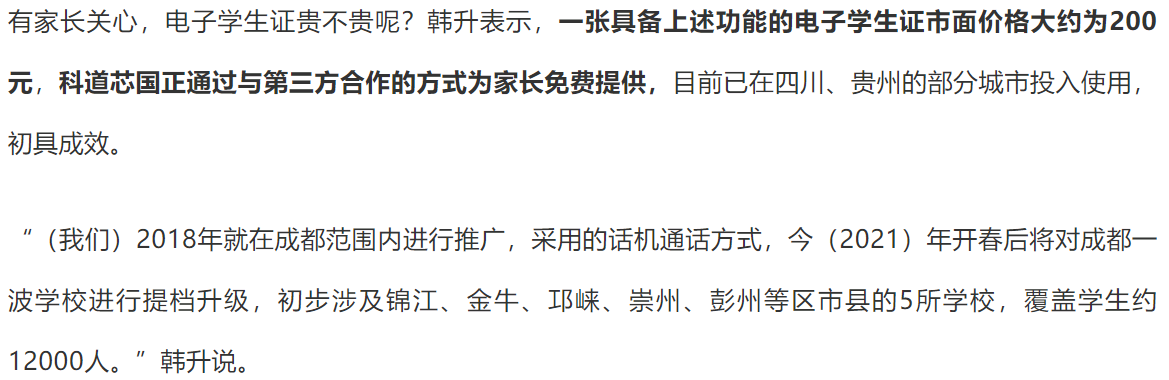 有家长关心，电子学生证贵不贵呢？韩升表示，一张具备上述功能的电子学生证市面价格大约为200
元，科道芯国正通过与第三方合作的方式为家长免费提供，目前已在四川、贵州的部分城市投入使用，
初具成效。
“（我们）2018年就在成都范围内进行推广，采用的话机通话方式，今（2021）年开春后将对成都一
波学校进行提档升级，初步涉及锦江、金牛、邛崃、崇州、彭州等区市县的5所学校，覆盖学生约
12000人。”韩升说。